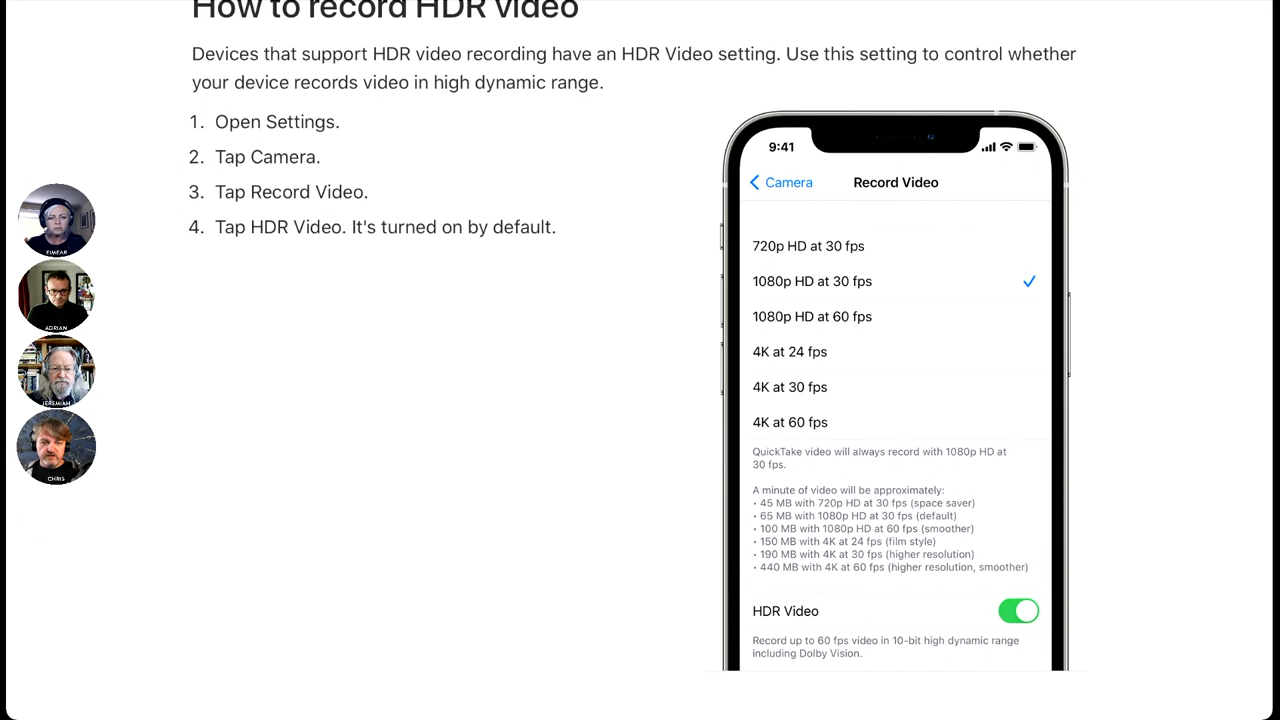 How to record HDR video
Devices that support HDR video recording have an HDR Video setting. Use this setting to control whether
your device records video in high dynamic range.
1. Open Settings.
2. Tap Camera.
3. Tap Record Video.
4. Tap HDR Video. It's turned on by default.
EIMEAR
ADRIAN
JEREMIAH
CHRIS
9:41
Camera
Record Video
720p HD at 30 fps
1080p HD at 30 fps
1080p HD at 60 fps
4K at 24 fps
4K at 30 fps
4K at 60 fps
QuickTake video will always record with 1080p HD at
30 fps.
A minute of video will be approximately:
• 45 MB with 720p HD at 30 fps (space saver)
• 65 MB with 1080p HD at 30 fps (default)
• 100 MB with 1080p HD at 60 fps (smoother)
• 150 MB with 4K at 24 fps (film style)
• 190 MB with 4K at 30 fps (higher resolution)
• 440 MB with 4K at 60 fps (higher resolution, smoother)
HDR Video
Record up to 60 fps video in 10-bit high dynamic range
including Dolby Vision.